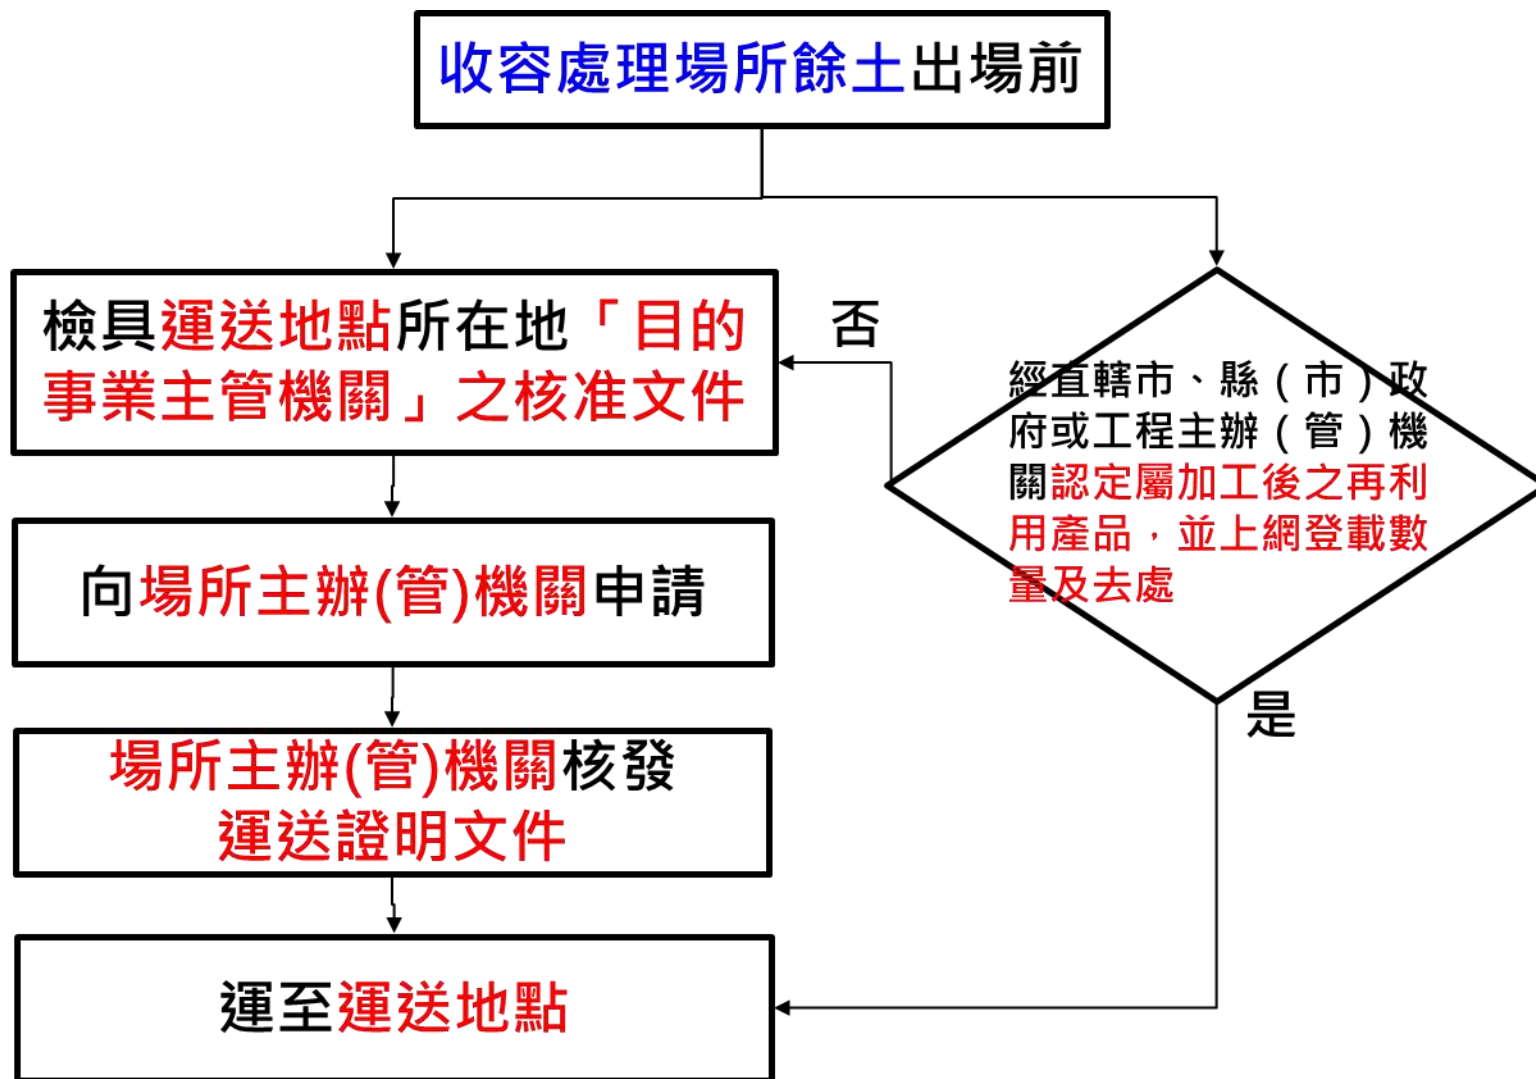 收容處理場所餘土出場前
檢具運送地點所在地「目的
事業主管機關」之核准文件
否
經直轄市、縣（市）政
府或工程主辦（管）機
關認定屬加工後之再利
用產品，並上網登載數
量及去處
向場所主辦(管)機關申請
是
場所主辦(管)機關核發
運送證明文件
運至運送地點